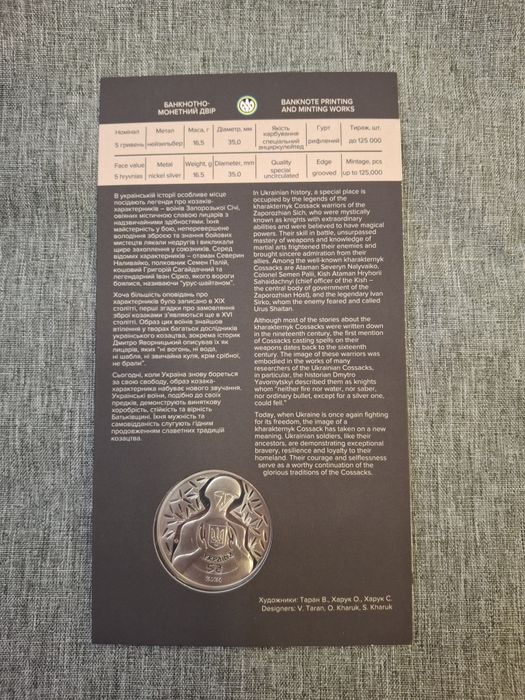 БАНКНОТНО-
МОНЕТНИЙ ДВІР
BANKNOTE PRINTING
AND MINTING WORKS
Номінал Метал Маса, г Діаметр, мм Якість карбування Гурт Тираж, шт.
5 гривень нейзильбер 16,5 35,0 спеціальний анциркулейтед рифлений до 125 000
Face value Metal Weight, g Diameter, mm Quality Edge Mintage, pcs
5 hryvnias nickel silver 16.5 35.0 special uncirculated grooved up to 125,000
В українській історії особливе місце
посідають легенди про козаків-
характерників – воїнів Запорозької Січі,
овіяних містичною славою лицарів з
надзвичайними здібностями. Їхня
майстерність у бою, неперевершене
володіння зброєю та знання бойових
мистецтв лякали недругів і викликали
щире захоплення у союзників. Серед
відомих характерників – отаман Северин
Наливайко, полковник Семен Палій,
кошовий Григорій Сагайдачний та
легендарний Іван Сірко, якого вороги
боялися, називаючи "урус-шайтаном".
Хоча більшість оповідань про
характерників було записано в XIX
столітті, перші згадки про замовляння
зброї козаками з'являються ще в XVI
столітті. Образ цих воїнів знайшов
втілення у творах багатьох дослідників
українського козацтва, зокрема історик
Дмитро Яворницький описував їх як
лицарів, яких "ні вогонь, ні вода,
ні шабля, ні звичайна куля, крім срібної,
не брали".
Сьогодні, коли Україна знову бореться
за свою свободу, образ козака-
характерника набуває нового звучання.
Українські воїни, подібно до своїх
предків, демонструють виняткову
хоробрість, стійкість та вірність
Батьківщині. Їхня мужність та
самовідданість слугують гідним
продовженням славетних традицій
козацтва.
In Ukrainian history, a special place is
occupied by the legends of the
kharakternyk Cossack warriors of the
Zaporozhian Sich, who were mystically
known as knights with extraordinary
abilities and were believed to have magical
powers. Their skill in battle, unsurpassed
mastery of weapons and knowledge of
martial arts frightened their enemies and
brought sincere admiration from their
allies. Among the well-known kharakternyk
Cossacks are Ataman Severyn Nalyvaiko,
Colonel Semen Palii, Kish Ataman Hryhorii
Sahaidachnyi (chief officer of the Kish –
the central body of government of the
Zaporozhian Host), and the legendary Ivan
Sirko, whom the enemy feared and called
Urus Shaitan.
Although most of the stories about the
kharakternyk Cossacks were written down
in the nineteenth century, the first mention
of Cossacks casting spells on their
weapons dates back to the sixteenth
century. The image of these warriors was
embodied in the works of many
researchers of the Ukrainian Cossacks,
in particular, the historian Dmytro
Yavornytskyi described them as knights
whom "neither fire nor water, nor saber,
nor ordinary bullet, except for a silver one,
could fell."
Today, when Ukraine is once again fighting
for its freedom, the image of a
kharakternyk Cossack has taken on a new
meaning. Ukrainian soldiers, like their
ancestors, are demonstrating exceptional
bravery, resilience and loyalty to their
homeland. Their courage and selflessness
serve as a worthy continuation of the
glorious traditions of the Cossacks.
УКРАЇНА
5
2024
Художники: Таран В., Харук О., Харук С.
Designers: V. Taran, O. Kharuk, S. Kharuk